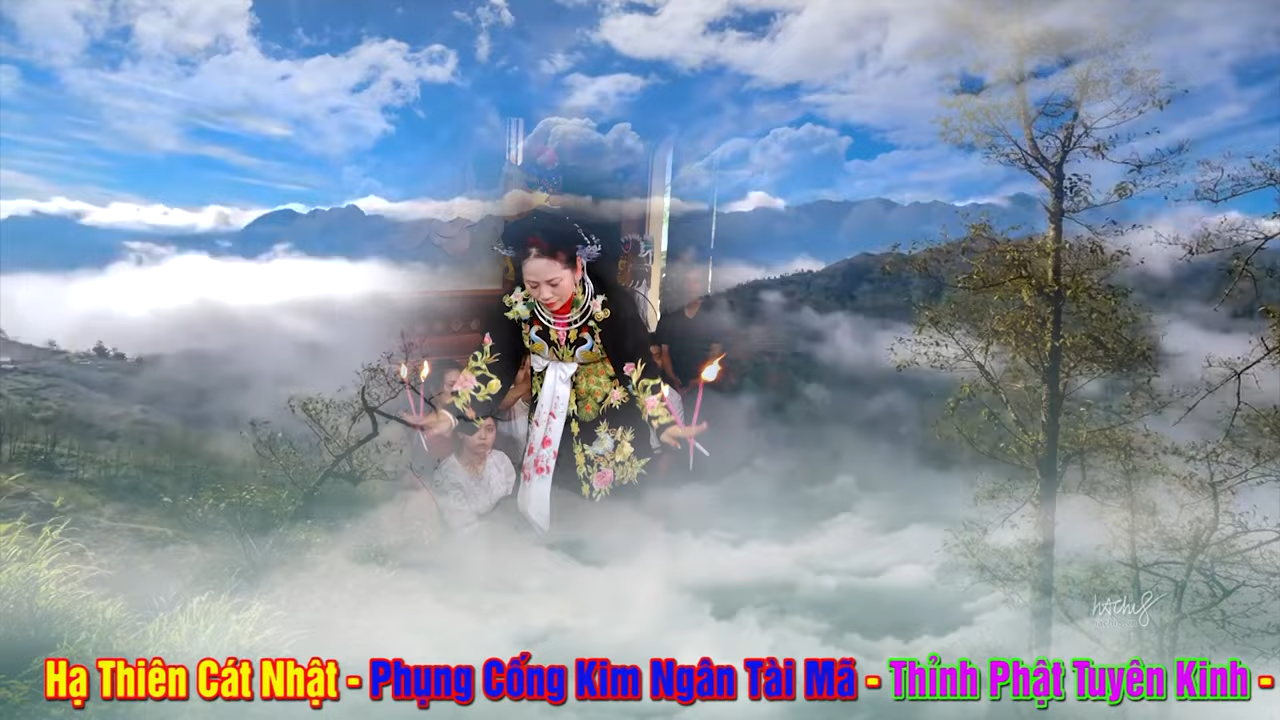 Hạ Thiên Cát Nhật - Phụng Cống Kim Ngân Tài Mã - Thỉnh Phật Tuyên Kinh -